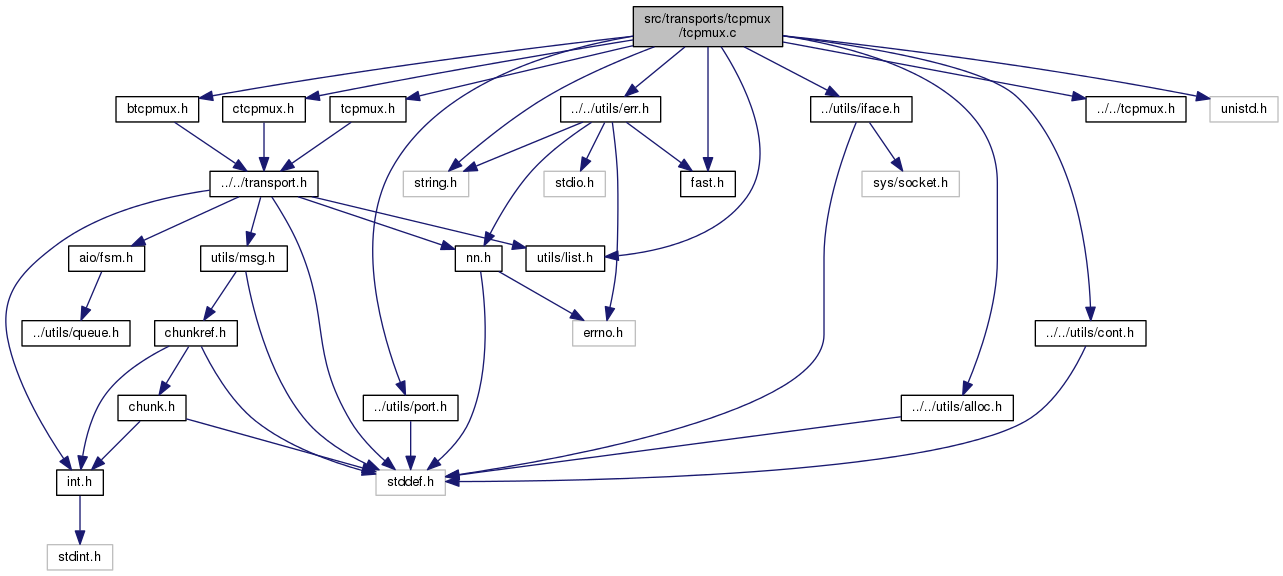 src/transports/tcpmux
/tcpmux.c
btcpmux.h
ctcpmux.h
tcpmux.h
../../utils/err.h
../utils/iface.h
../../tcpmux.h
unistd.h
../../transport.h
string.h
stdio.h
fast.h
sys/socket.h
aio/fsm.h
utils/msg.h
nn.h
utils/list.h
../utils/queue.h
chunkref.h
errno.h
../../utils/cont.h
chunk.h
../utils/port.h
../../utils/alloc.h
int.h
stddef.h
stdint.h